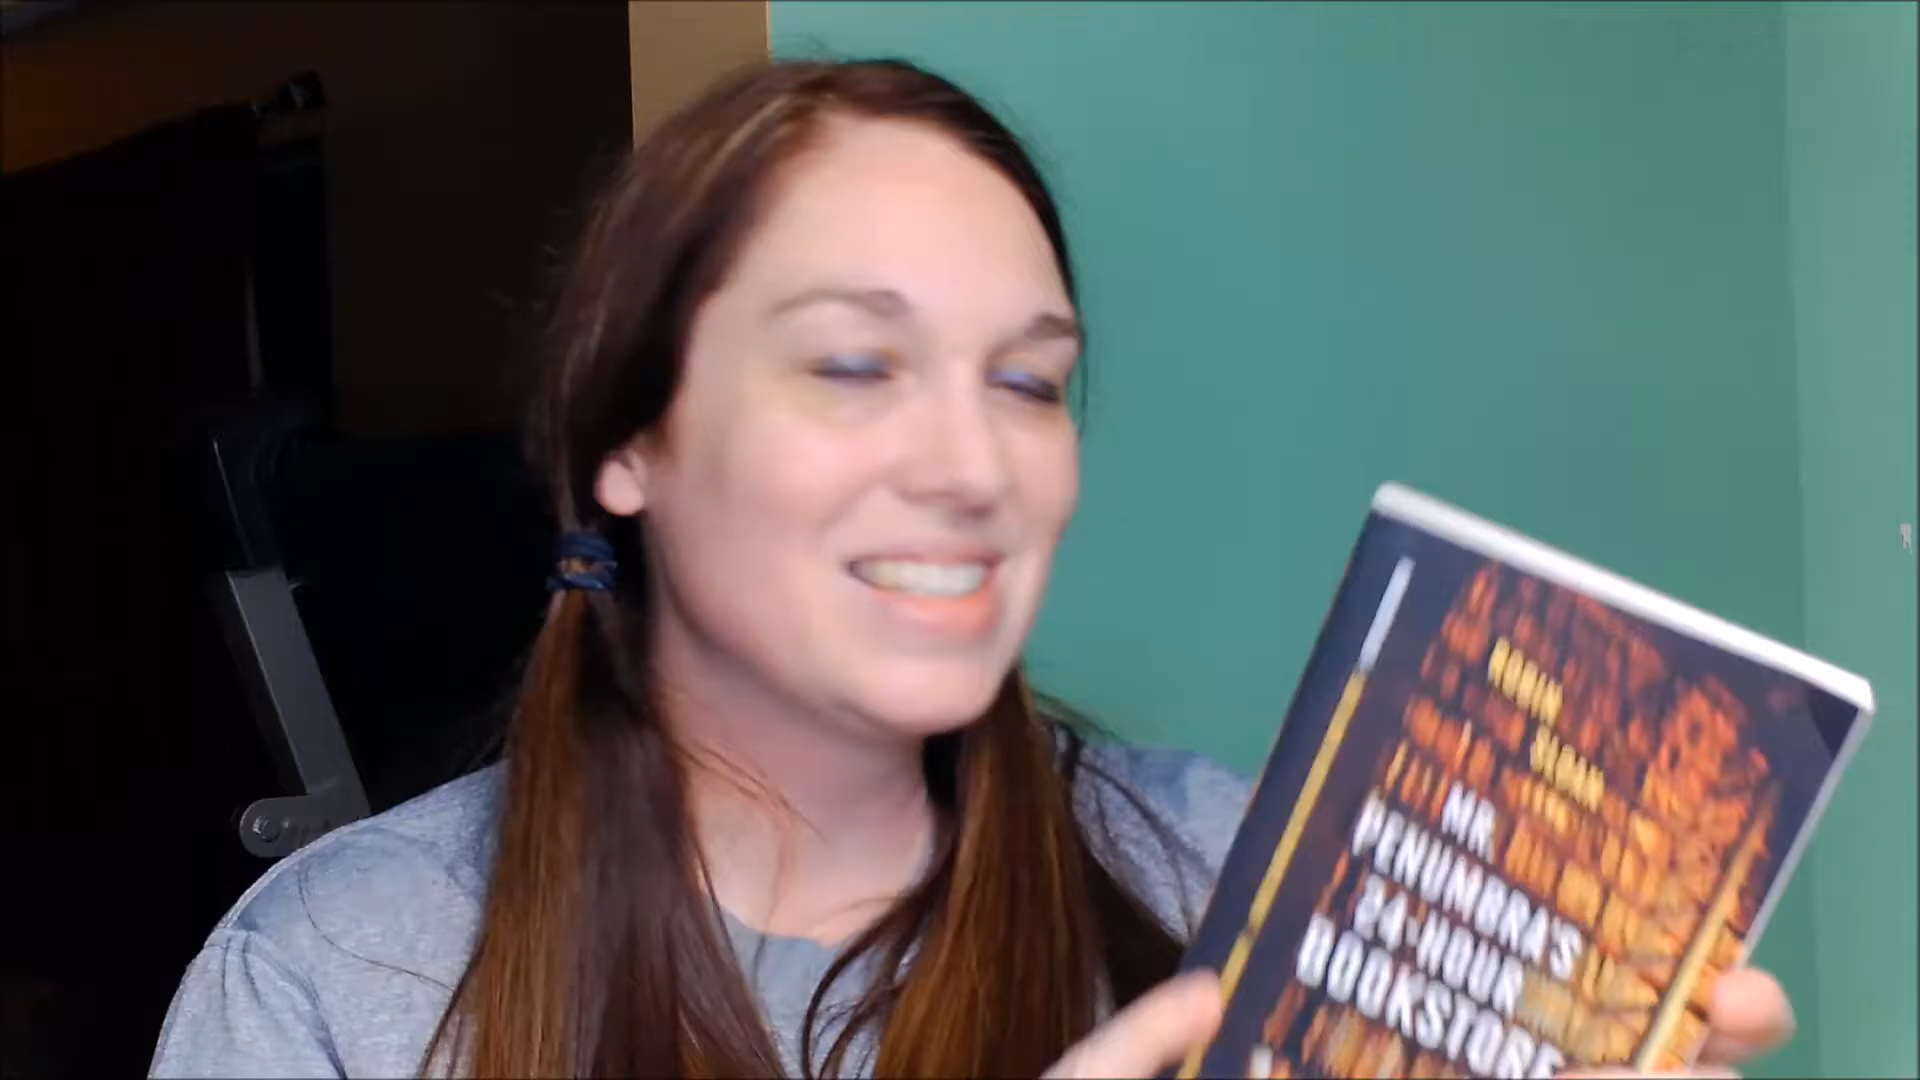 ROBIN
SLOAN
MR.
PENUMBRA'S
24-HOUR
BOOKSTORE